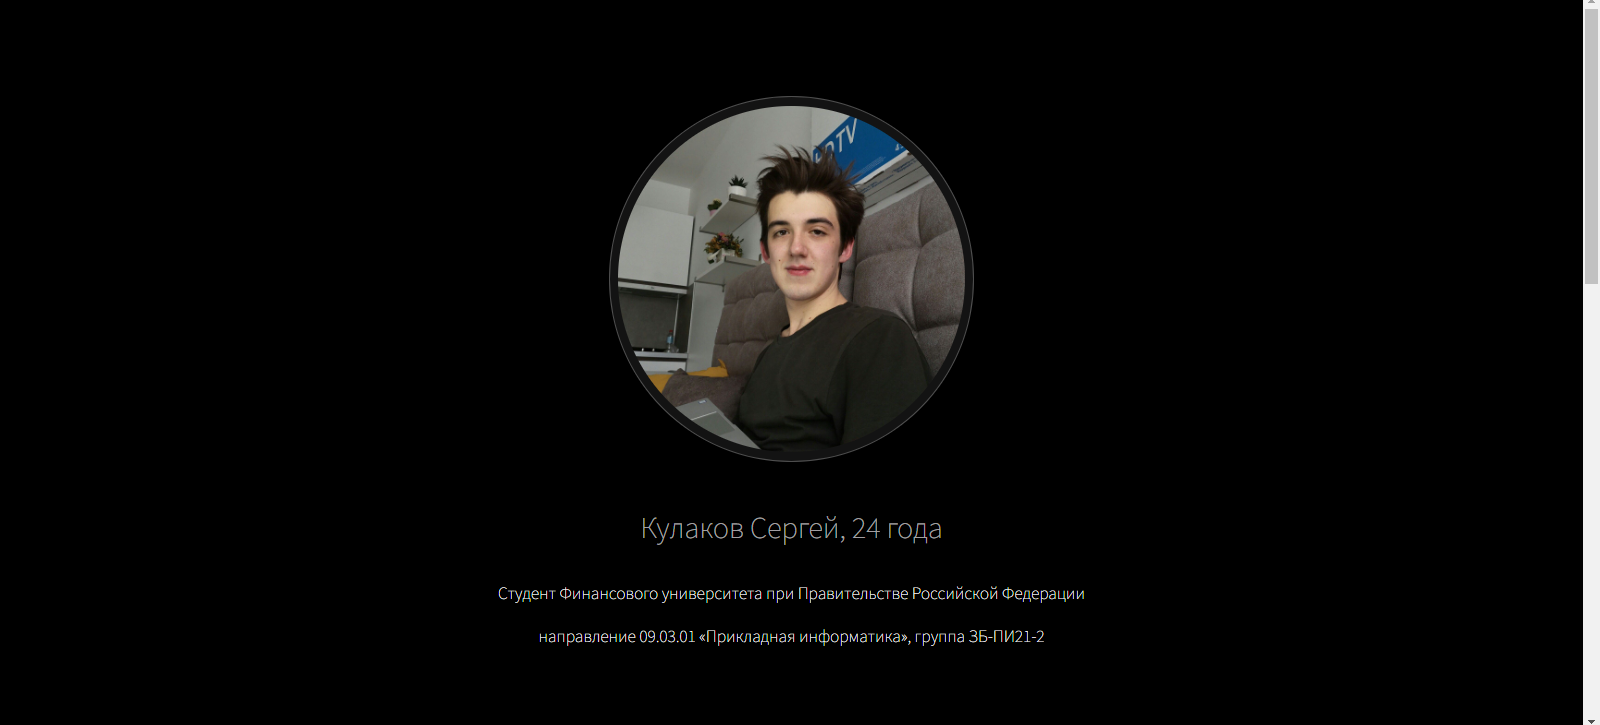 DTV
Кулаков Сергей, 24 года
Студент Финансового университета при Правительстве Российской Федерации
направление 09.03.01 «Прикладная информатика», группа ЗБ-ПИ21-2